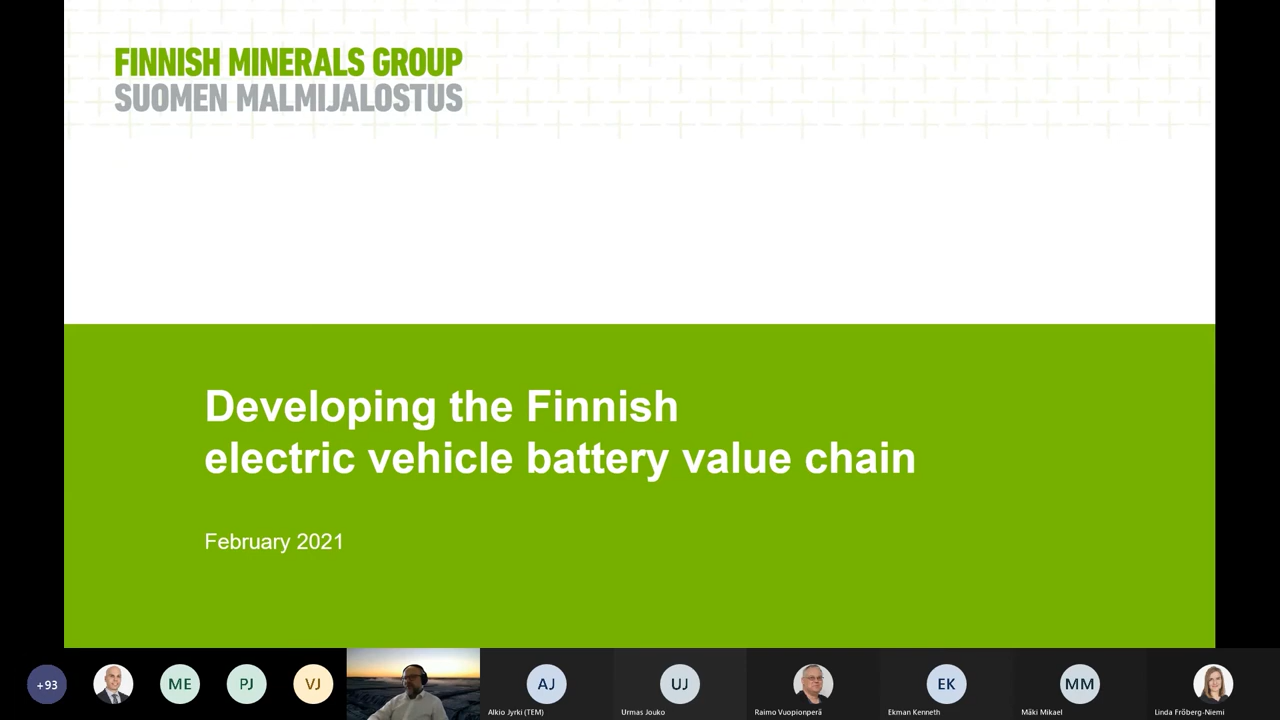 FINNISH MINERALS GROUP
SUOMEN MALMIJALOSTUS
Developing the Finnish
electric vehicle battery value chain
February 2021
+93
ME
PJ
VJ
AJ
Alkio Jyrki (TEM)
UJ
Urmas Jouko
Raimo Vuopionperä
EK
Ekman Kenneth
MM
Mäki Mikael
Linda Fröberg-Niemi